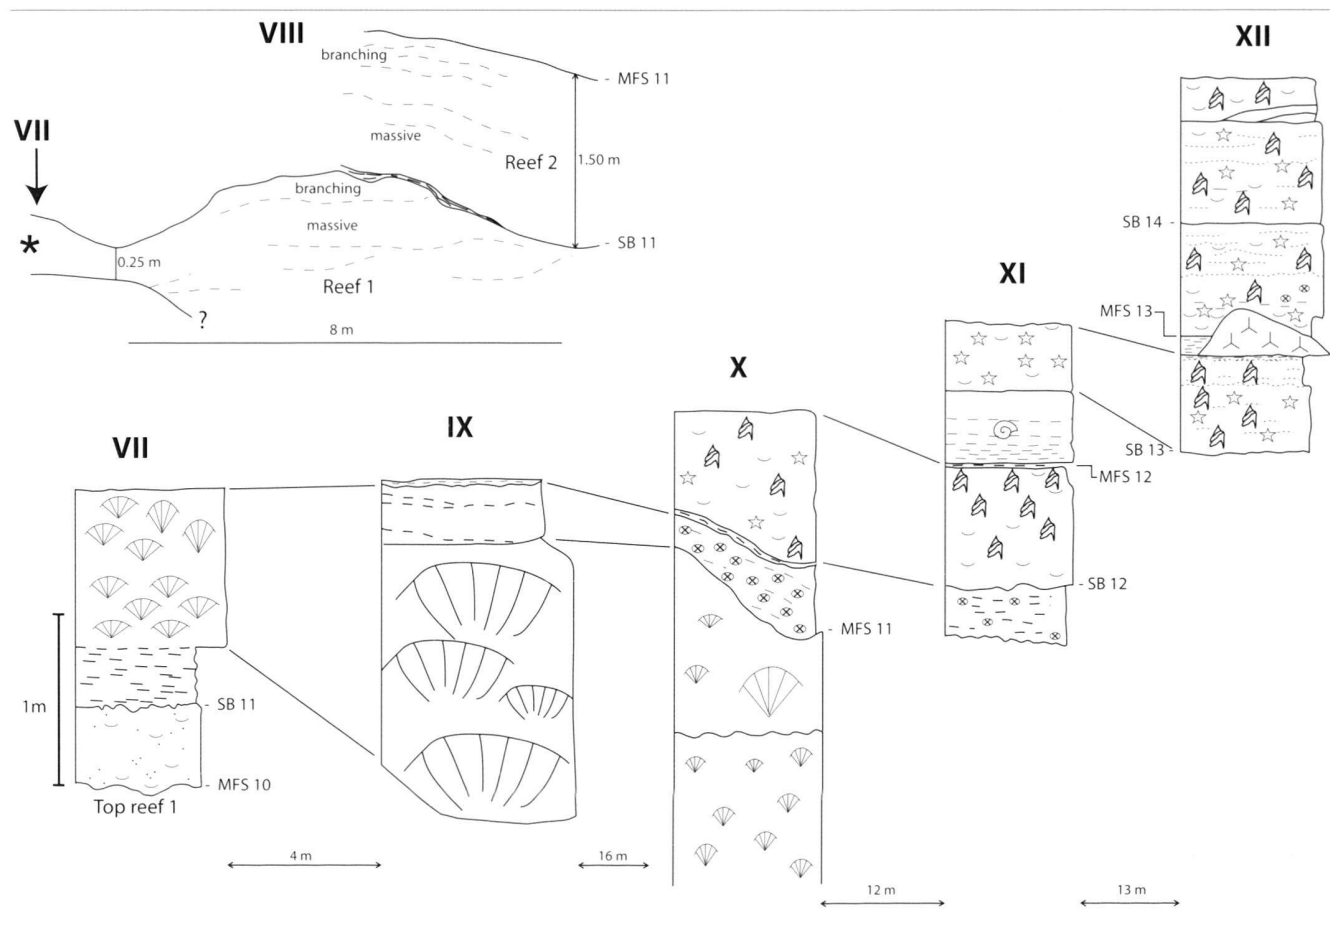 VIII
XII
branching
MFS 11
VII
massive
Reef 2
1.50 m
branching
massive
SB 14
*
SB 11
0.25 m
XI
Reef 1
MFS 13
?
8 m
X
IX
VII
SB 13
MFS 12
SB 12
MFS 11
1m
SB 11
MFS 10
Top reef 1
4 m
16 m
12 m
13 m